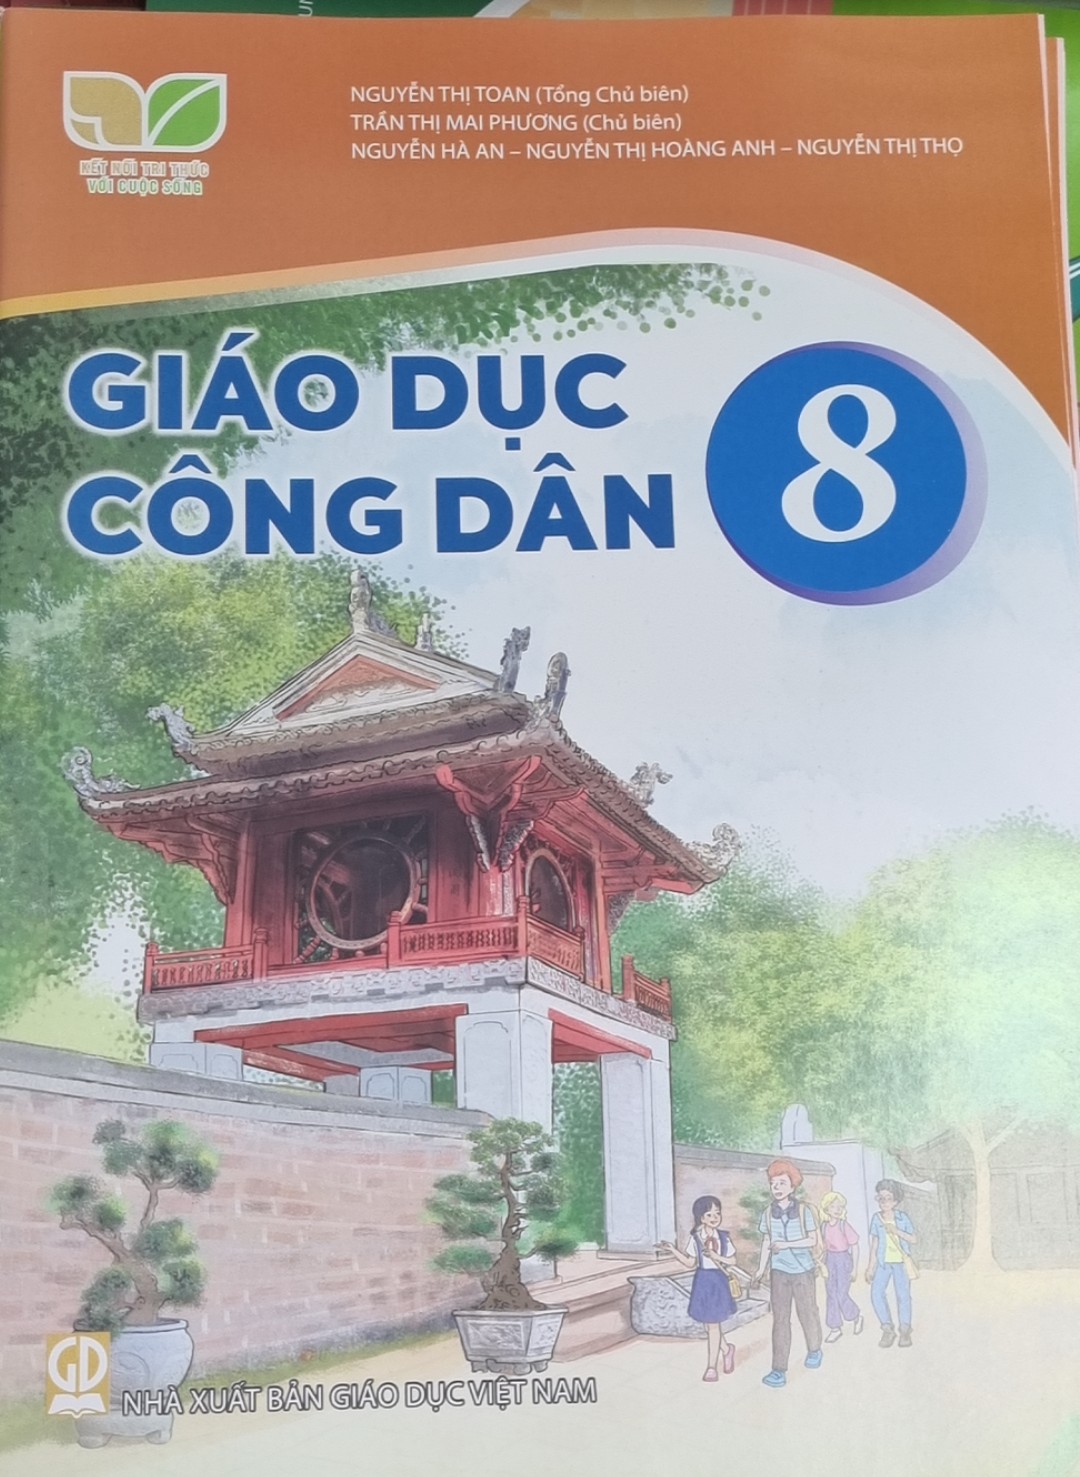 KẾT NỐI TRI THỨC
VỚI CUỘC SỐNG
NGUYỄN THỊ TOAN (Tổng Chủ biên)
TRẦN THỊ MAI PHƯƠNG (Chủ biên)
NGUYỄN HÀ AN – NGUYỄN THỊ HOÀNG ANH – NGUYỄN THỊ THỌ
GIÁO DỤC
CÔNG DÂN
8
GD
NHÀ XUẤT BẢN GIÁO DỤC VIỆT NAM